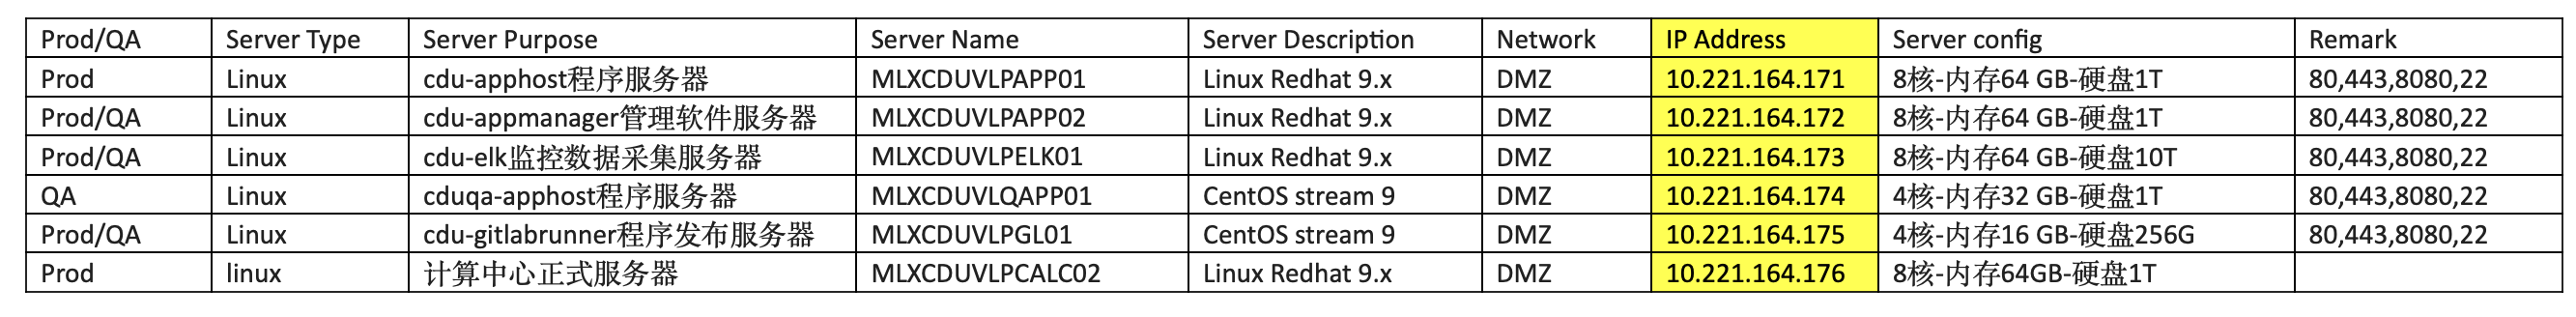 Prod/QA Server Type Server Purpose Server Name Server Description Network IP Address Server config Remark
Prod Linux cdu-apphost程序服务器 MLXCDUVLPAPP01 Linux Redhat 9.x DMZ 10.221.164.171 8核-内存64 GB-硬盘1T 80,443,8080,22
Prod/QA Linux cdu-appmanager管理软件服务器 MLXCDUVLPAPP02 Linux Redhat 9.x DMZ 10.221.164.172 8核-内存64 GB-硬盘1T 80,443,8080,22
Prod/QA Linux cdu-elk监控数据采集服务器 MLXCDUVLPELK01 Linux Redhat 9.x DMZ 10.221.164.173 8核-内存64 GB-硬盘10T 80,443,8080,22
QA Linux cduqa-apphost程序服务器 MLXCDUVLQAPP01 CentOS stream 9 DMZ 10.221.164.174 4核-内存32 GB-硬盘1T 80,443,8080,22
Prod/QA Linux cdu-gitlabrunner程序发布服务器 MLXCDUVLPGL01 CentOS stream 9 DMZ 10.221.164.175 4核-内存16 GB-硬盘256G 80,443,8080,22
Prod linux 计算中心正式服务器 MLXCDUVLPCALC02 Linux Redhat 9.x DMZ 10.221.164.176 8核-内存64GB-硬盘1T